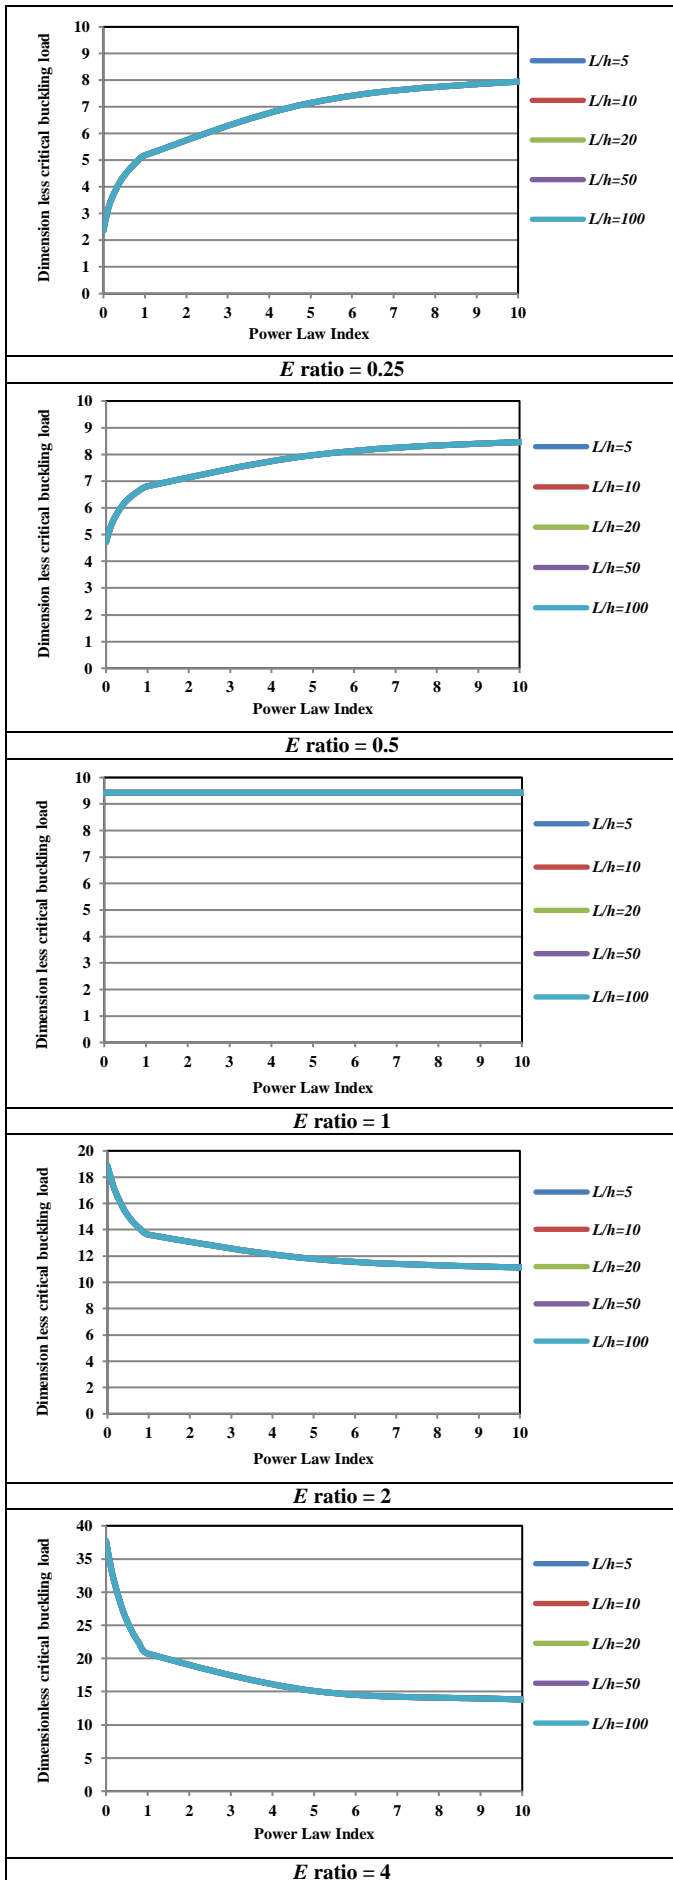 Dimension less critical buckling load
10
9
8
7
6
5
4
3
2
1
0
0 1 2 3 4 5 6 7 8 9 10
Power Law Index
L/h=5
L/h=10
L/h=20
L/h=50
L/h=100
E ratio = 0.25
Dimension less critical buckling load
10
9
8
7
6
5
4
3
2
1
0
0 1 2 3 4 5 6 7 8 9 10
Power Law Index
L/h=5
L/h=10
L/h=20
L/h=50
L/h=100
E ratio = 0.5
Dimension less critical buckling load
10
9
8
7
6
5
4
3
2
1
0
0 1 2 3 4 5 6 7 8 9 10
Power Law Index
L/h=5
L/h=10
L/h=20
L/h=50
L/h=100
E ratio = 1
Dimension less critical buckling load
20
18
16
14
12
10
8
6
4
2
0
0 1 2 3 4 5 6 7 8 9 10
Power Law Index
L/h=5
L/h=10
L/h=20
L/h=50
L/h=100
E ratio = 2
Dimensionless critical buckling load
40
35
30
25
20
15
10
5
0
0 1 2 3 4 5 6 7 8 9 10
Power Law Index
L/h=5
L/h=10
L/h=20
L/h=50
L/h=100
E ratio = 4